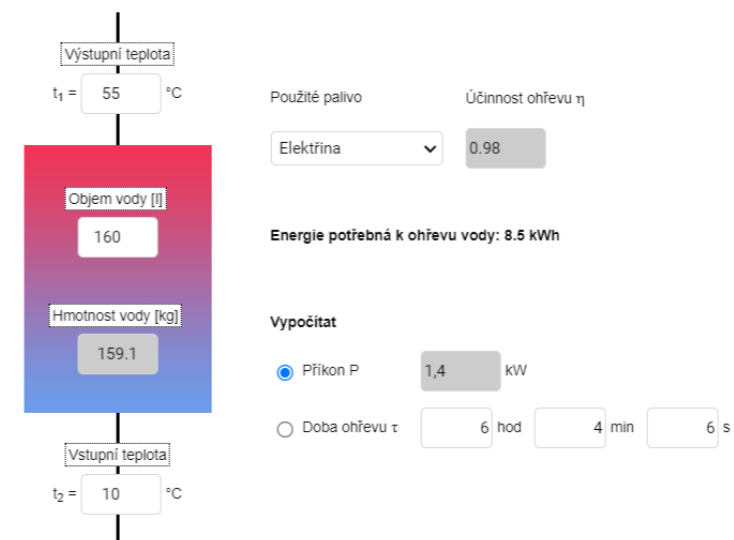 Výstupní teplota
t₁ = 55 °C
Použité palivo Účinnost ohřevu η
Elektřina 0.98
Objem vody [l]
160
Energie potřebná k ohřevu vody: 8.5 kWh
Hmotnost vody [kg]
159.1
Vypočítat
Příkon P 1,4 kW
Doba ohřevu τ 6 hod 4 min 6 s
Vstupní teplota
t₂ = 10 °C